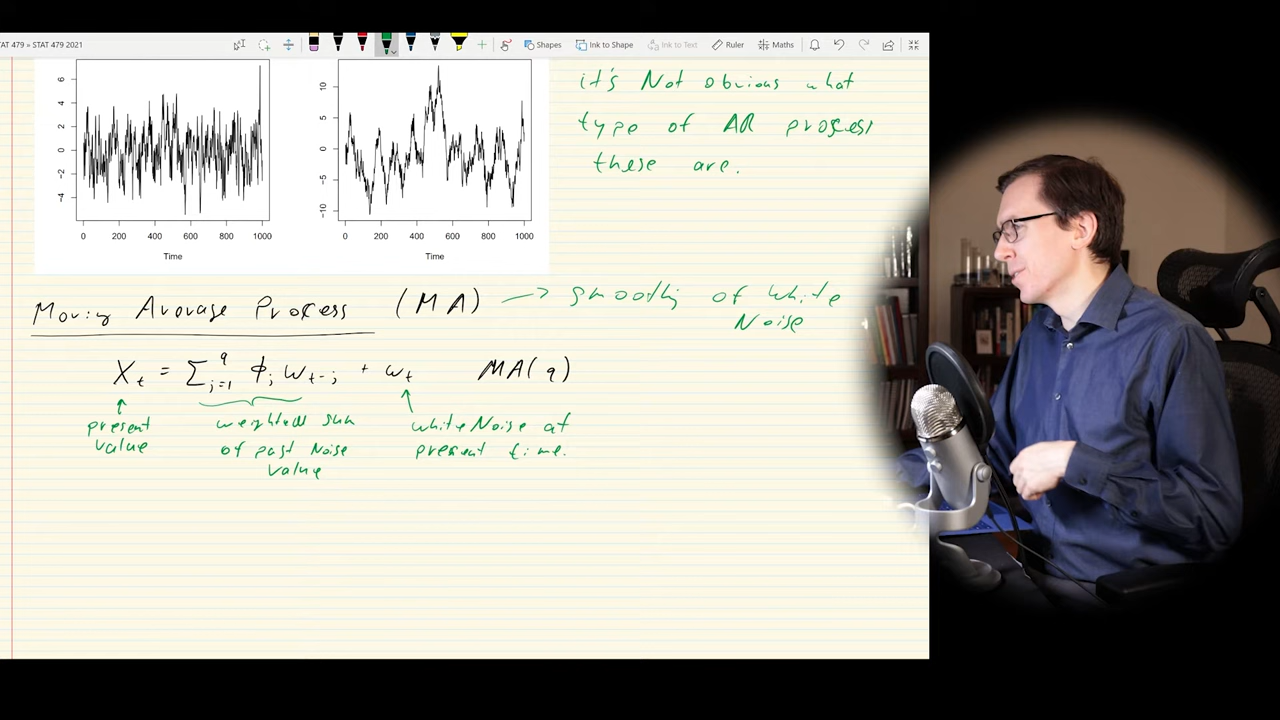 TAT 479 » STAT 479 2021
Shapes
Ink to Shape
Ink to Text
Ruler
Maths
6
4
2
0
-2
-4
0 200 400 600 800 1000
Time
10
5
0
-5
-10
0 200 400 600 800 1000
Time
it's Not obvious what
type of AR process
these are.
Moving Average Process (MA) → smoothing of white
Noise
X_t = ∑_{j=1}^{q} ϕ_j W_{t-j} + w_t MA(q)
present
value
weighted sum
of past Noise
value
white Noise at
present time.